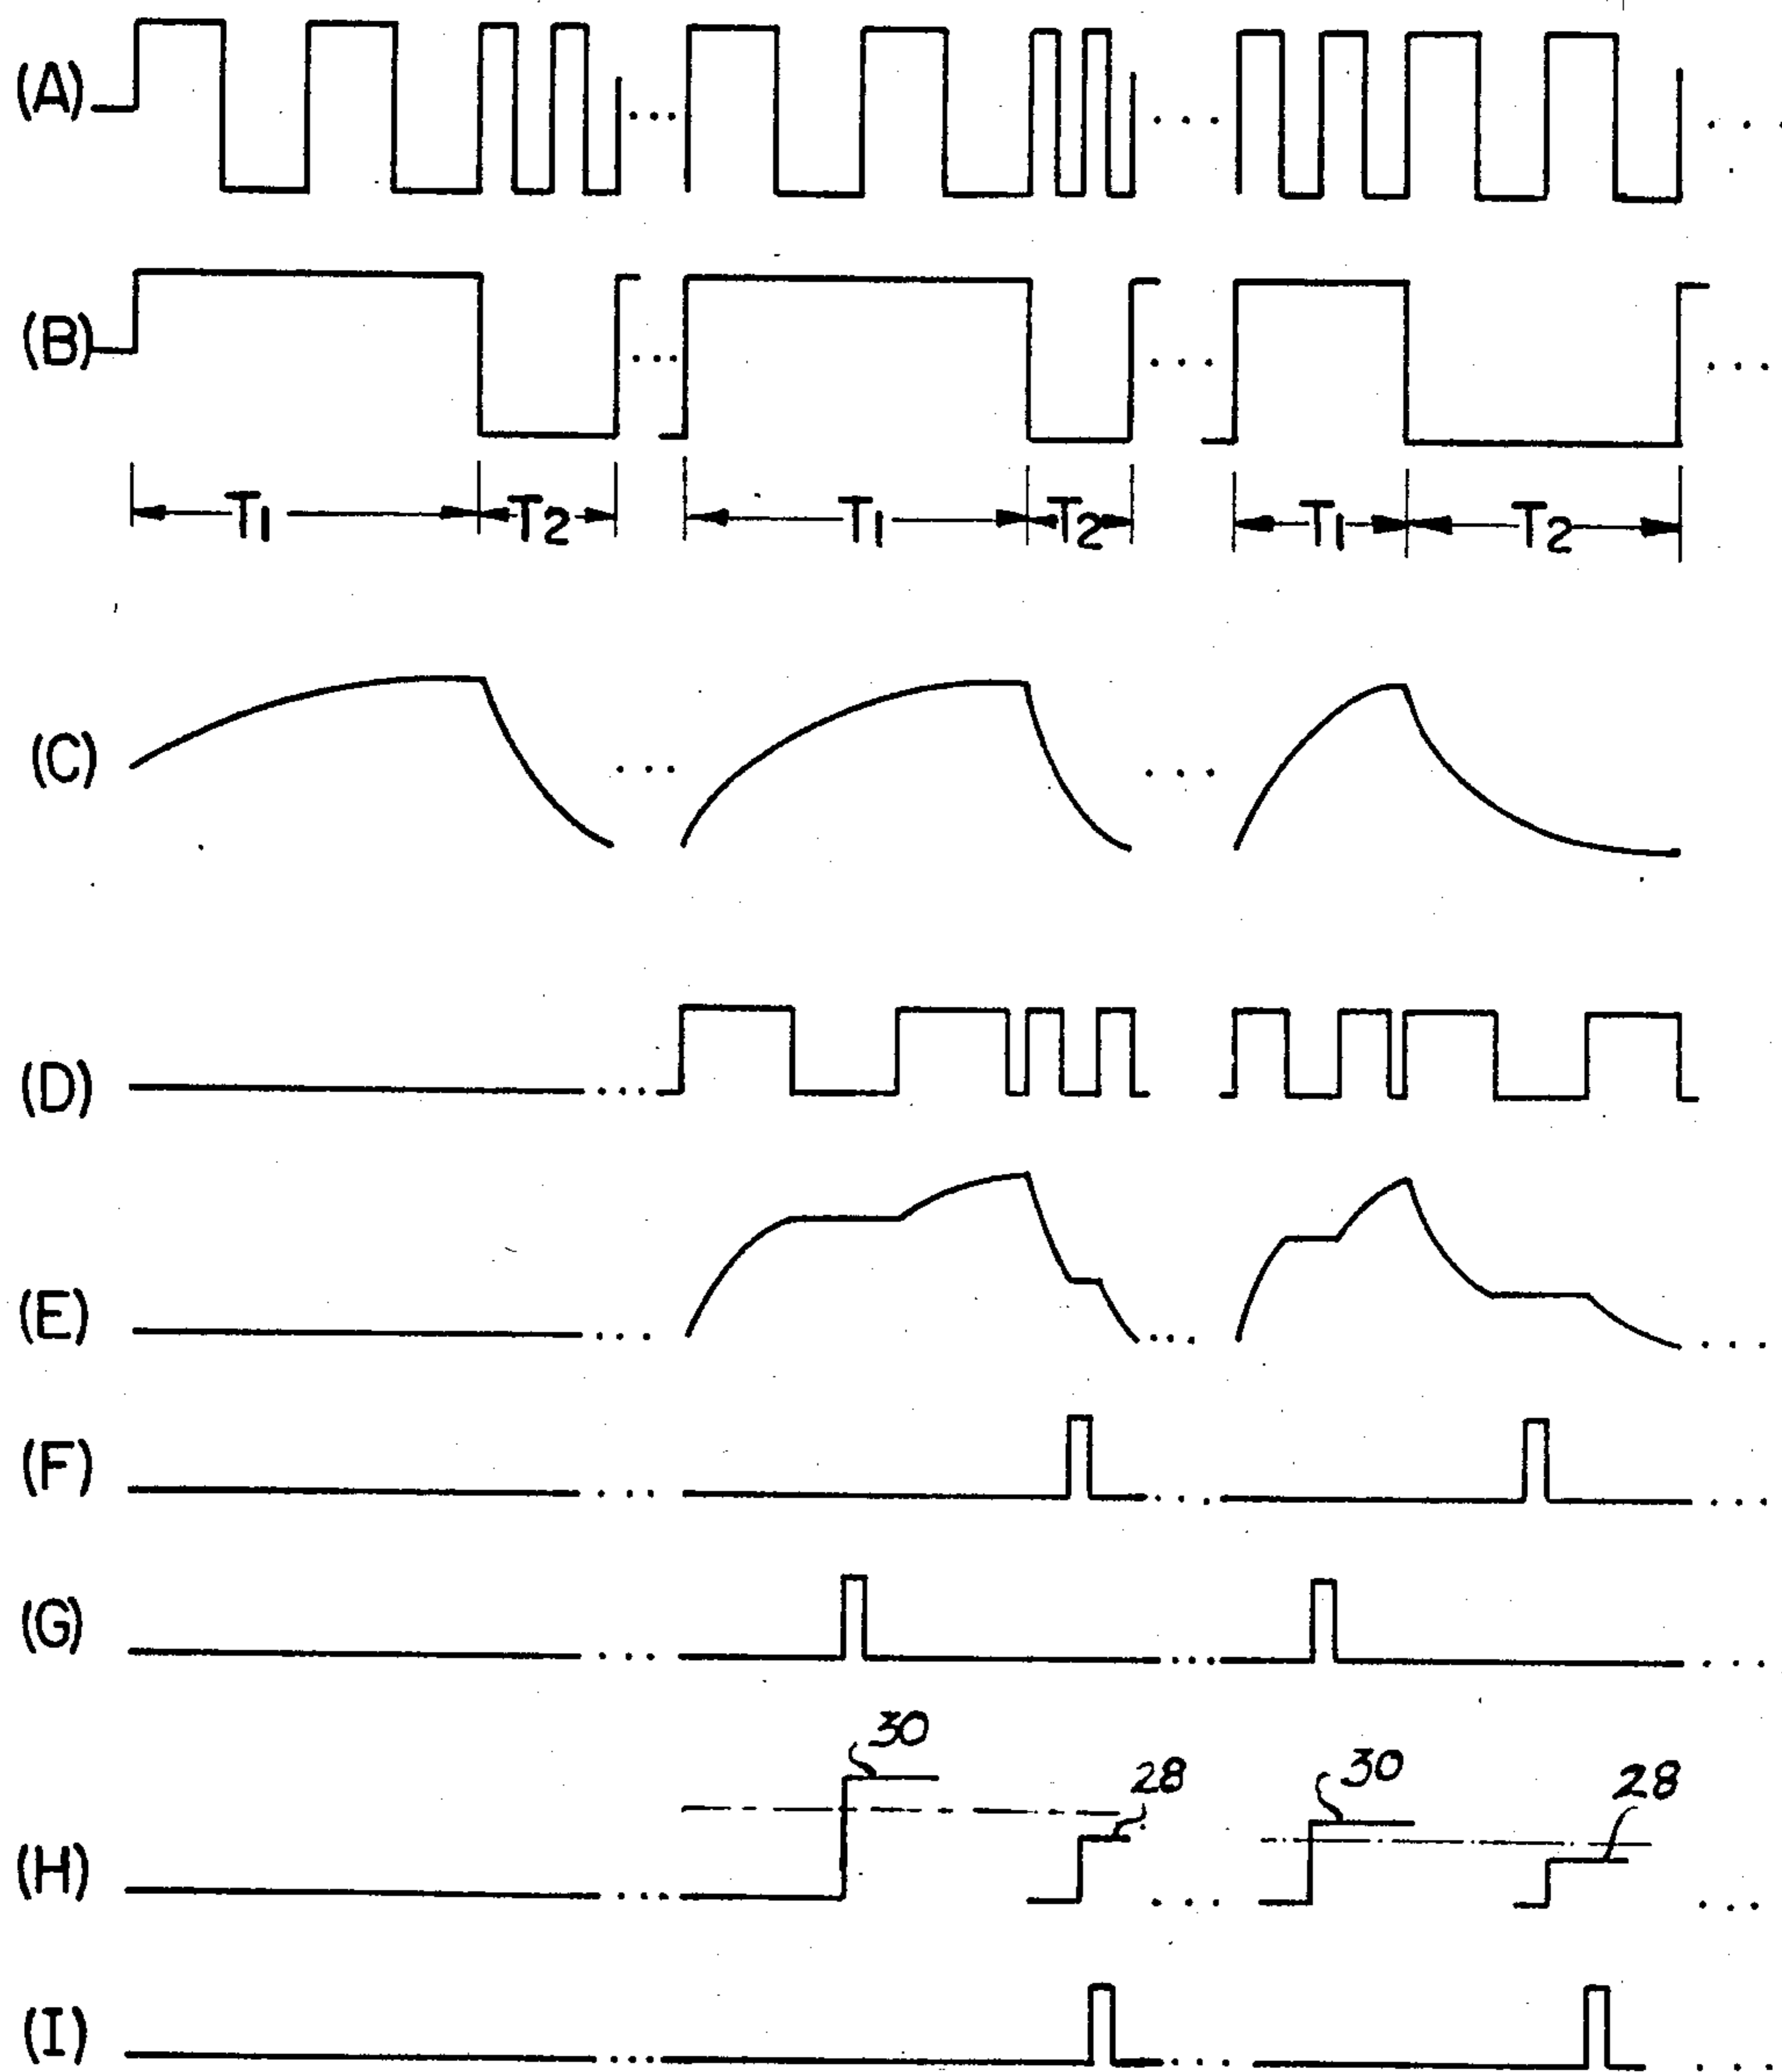 (A)
(B)
T1 T2 T1 T2 T1 T2
(C)
(D)
(E)
(F)
(G)
30
28
30
28
(H)
(I)